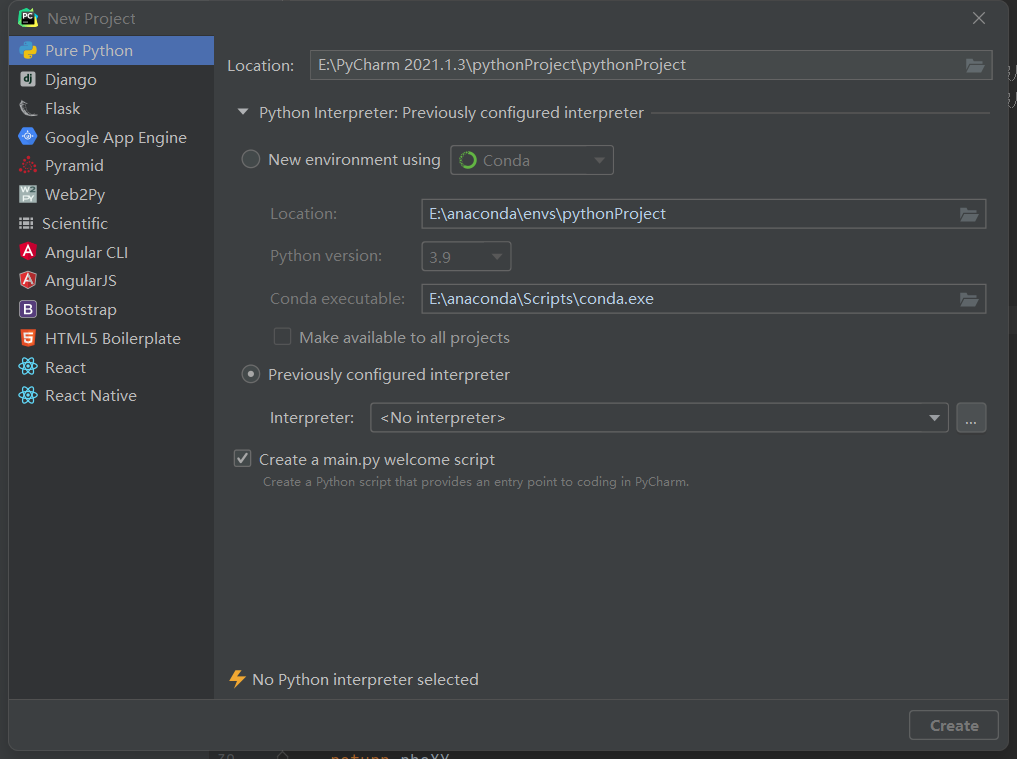 New Project
Pure Python
Django
Flask
Google App Engine
Pyramid
Web2Py
Scientific
Angular CLI
AngularJS
Bootstrap
HTML5 Boilerplate
React
React Native
Location: E:\PyCharm 2021.1.3\pythonProject\pythonProject
Python Interpreter: Previously configured interpreter
New environment using Conda
Location: E:\anaconda\envs\pythonProject
Python version: 3.9
Conda executable: E:\anaconda\Scripts\conda.exe
Make available to all projects
Previously configured interpreter
Interpreter: <No interpreter> ...
Create a main.py welcome script
Create a Python script that provides an entry point to coding in PyCharm.
No Python interpreter selected
Create